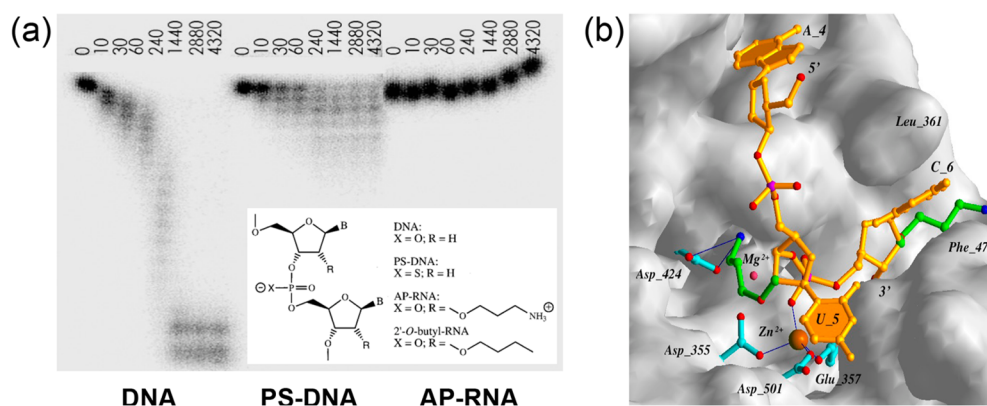 (a)
0 10 30 60 240 1440 2880 4320 0 10 30 60 240 1440 2880 4320 0 10 30 60 240 1440 2880 4320
B
O
O
R
O
⊖X–P=O
O
O
B
O
R
DNA:
X = O; R = H
PS-DNA:
X = S; R = H
AP-RNA:
X = O; R = O NH3⊕
2'-O-butyl-RNA
X = O; R = O
DNA PS-DNA AP-RNA
(b)
A_4
5'
Leu_361
C_6
Phe_47
Asp_424
Mg2+
3'
U_5
Zn2+
Asp_355
Asp_501
Glu_357